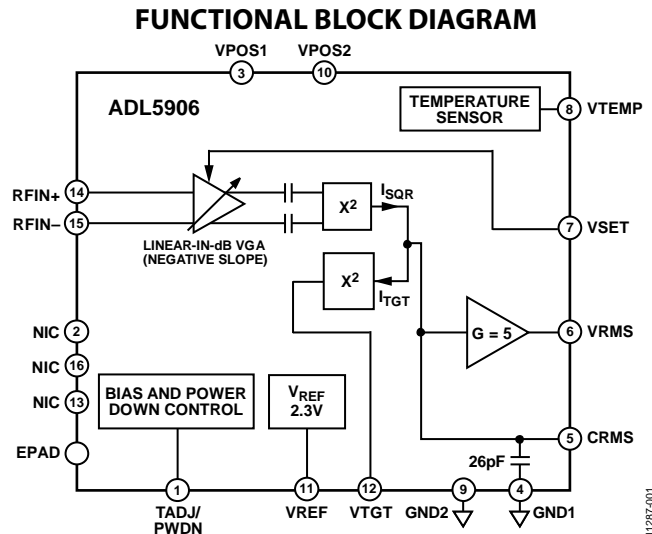 FUNCTIONAL BLOCK DIAGRAM
VPOS1
VPOS2
3
10
ADL5906
TEMPERATURE
SENSOR
8
VTEMP
RFIN+
14
RFIN–
15
X²
ISQR
LINEAR-IN-dB VGA
(NEGATIVE SLOPE)
7
VSET
X²
ITGT
NIC
2
G = 5
6
VRMS
NIC
16
NIC
13
BIAS AND POWER
DOWN CONTROL
VREF
2.3V
5
CRMS
EPAD
26pF
1
11
12
9
4
TADJ/
PWDN
VREF
VTGT
GND2
GND1
11287-001